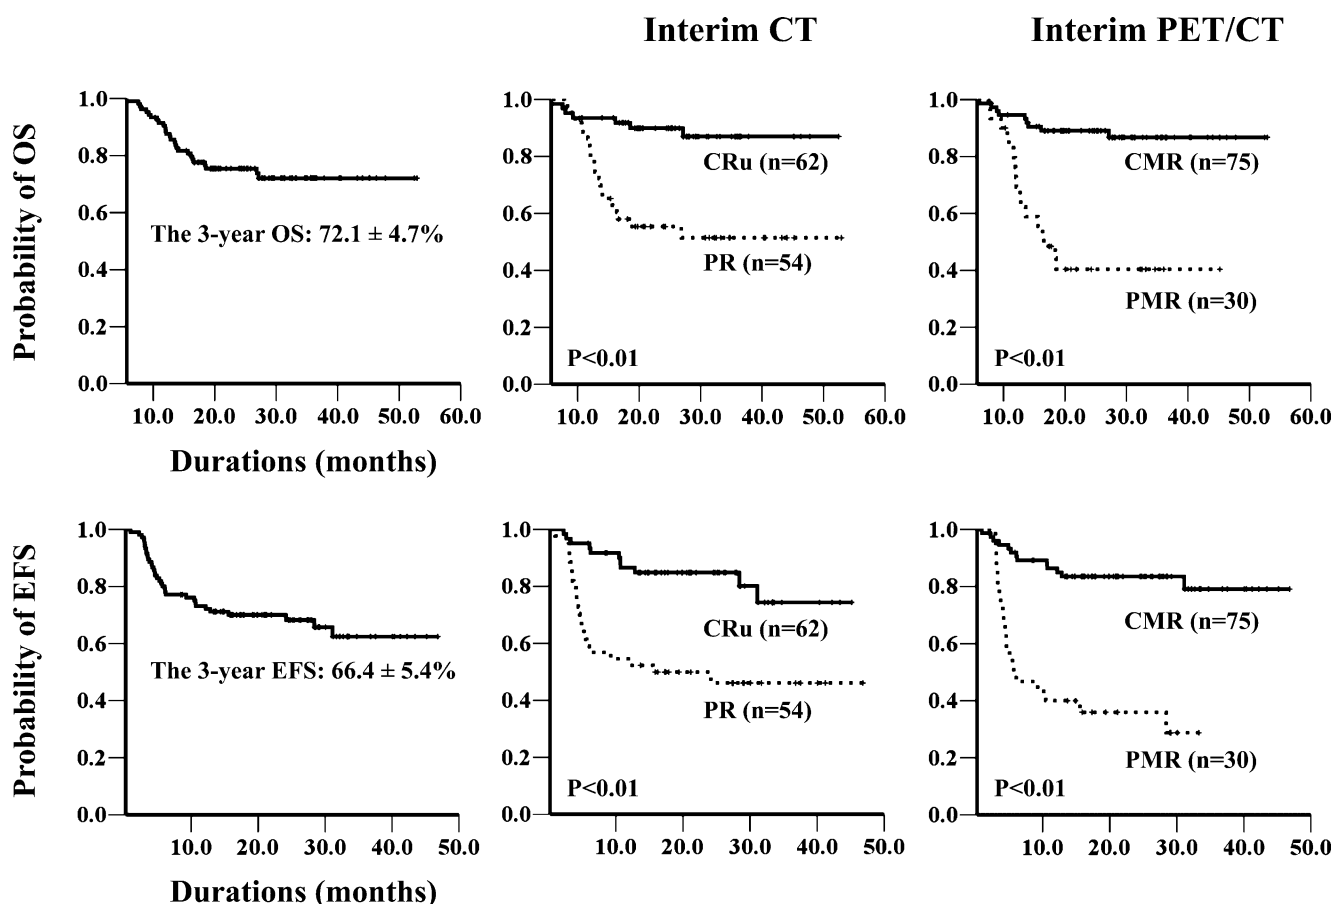 Interim CT
Interim PET/CT
Probability of OS
1.0
0.8
0.6
0.4
0.2
0.0
The 3-year OS: 72.1 ± 4.7%
10.0 20.0 30.0 40.0 50.0 60.0
Durations (months)
1.0
0.8
0.6
0.4
0.2
0.0
CRu (n=62)
PR (n=54)
P<0.01
10.0 20.0 30.0 40.0 50.0 60.0
1.0
0.8
0.6
0.4
0.2
0.0
CMR (n=75)
PMR (n=30)
P<0.01
10.0 20.0 30.0 40.0 50.0 60.0
Probability of EFS
1.0
0.8
0.6
0.4
0.2
0.0
The 3-year EFS: 66.4 ± 5.4%
10.0 20.0 30.0 40.0 50.0
Durations (months)
1.0
0.8
0.6
0.4
0.2
0.0
CRu (n=62)
PR (n=54)
P<0.01
10.0 20.0 30.0 40.0 50.0
1.0
0.8
0.6
0.4
0.2
0.0
CMR (n=75)
PMR (n=30)
P<0.01
10.0 20.0 30.0 40.0 50.0